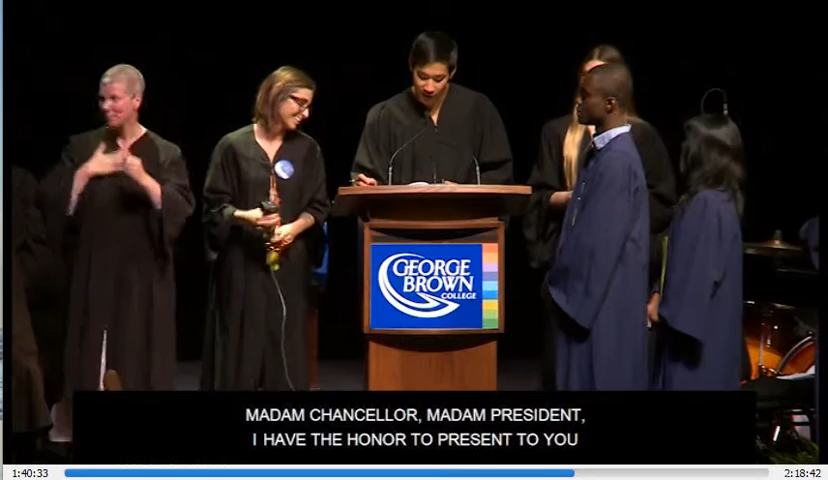 GEORGE
BROWN
COLLEGE
MADAM CHANCELLOR, MADAM PRESIDENT,
I HAVE THE HONOR TO PRESENT TO YOU
1:40:33
2:18:42